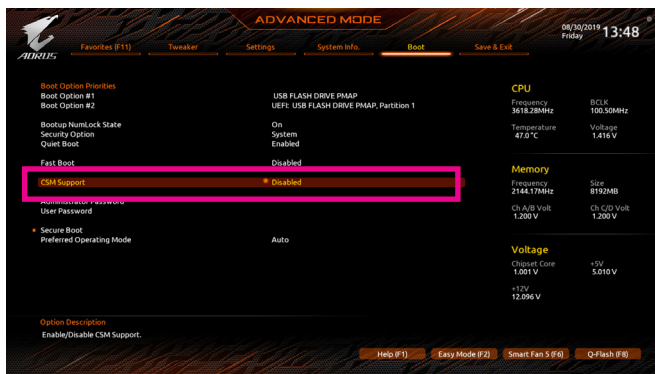 ADVANCED MODE
08/30/2019 Friday 13:48
AORUS
Favorites (F11) Tweaker Settings System Info. Boot Save & Exit
Boot Option Priorities
Boot Option #1 USB FLASH DRIVE PMAP
Boot Option #2 UEFI: USB FLASH DRIVE PMAP, Partition 1
Bootup NumLock State On
Security Option System
Quiet Boot Enabled
Fast Boot Disabled
CSM Support Disabled
Administrator Password
User Password
Secure Boot
Preferred Operating Mode Auto
CPU
Frequency BCLK
3618.28MHz 100.50MHz
Temperature Voltage
47.0 °C 1.416 V
Memory
Frequency Size
2144.17MHz 8192MB
Ch A/B Volt Ch C/D Volt
1.200 V 1.200 V
Voltage
Chipset Core +5V
1.001 V 5.010 V
+12V
12.096 V
Option Description
Enable/Disable CSM Support.
Help (F1) Easy Mode (F2) Smart Fan 5 (F6) Q-Flash (F8)